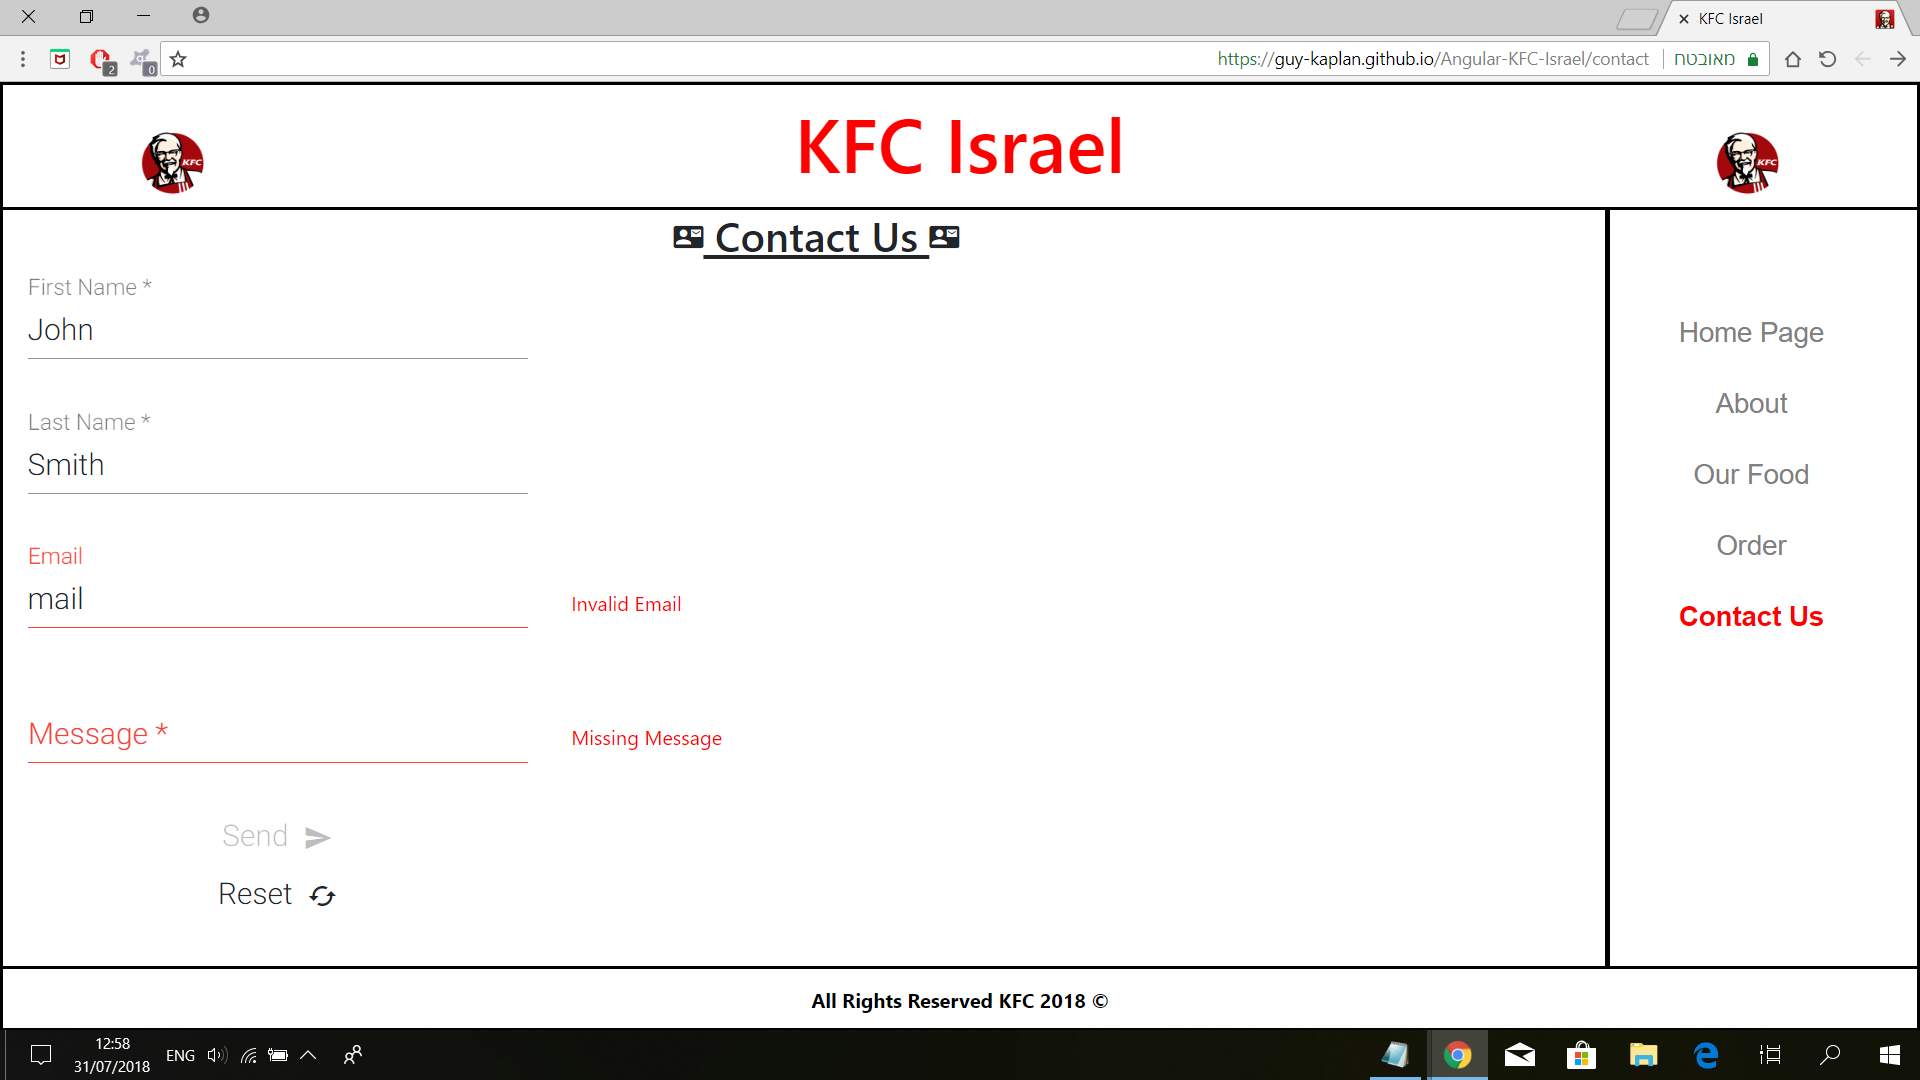 KFC Israel
2
0
https://guy-kaplan.github.io/Angular-KFC-Israel/contact
מאובטח
KFC
KFC Israel
KFC
Contact Us
First Name *
John
Last Name *
Smith
Email
mail
Invalid Email
Message *
Missing Message
Send
Reset
Home Page
About
Our Food
Order
Contact Us
All Rights Reserved KFC 2018 ©
12:58
31/07/2018
ENG